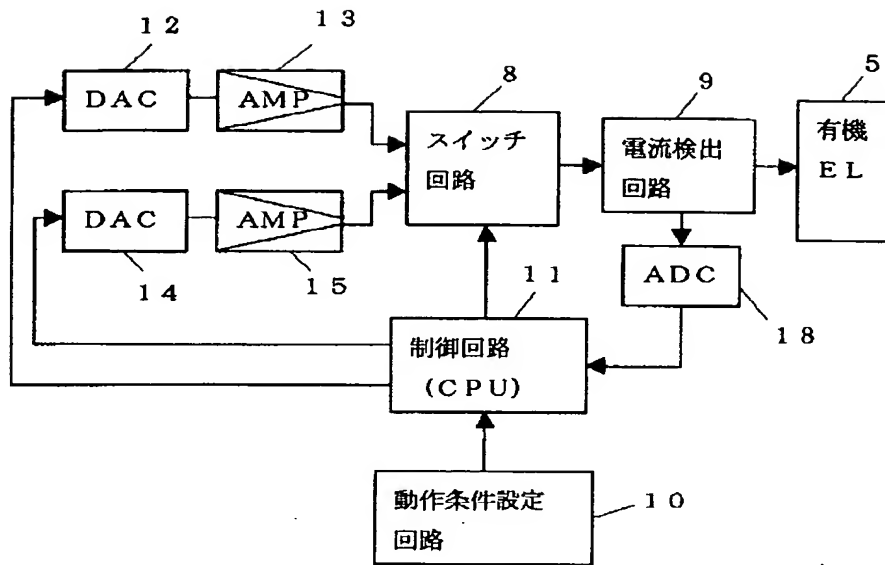 １２
１３
８
９
５
DAC
AMP
スイッチ
回路
電流検出
回路
有機
EL
DAC
AMP
１４
１５
１１
ADC
１８
制御回路
(CPU)
動作条件設定
回路
１０